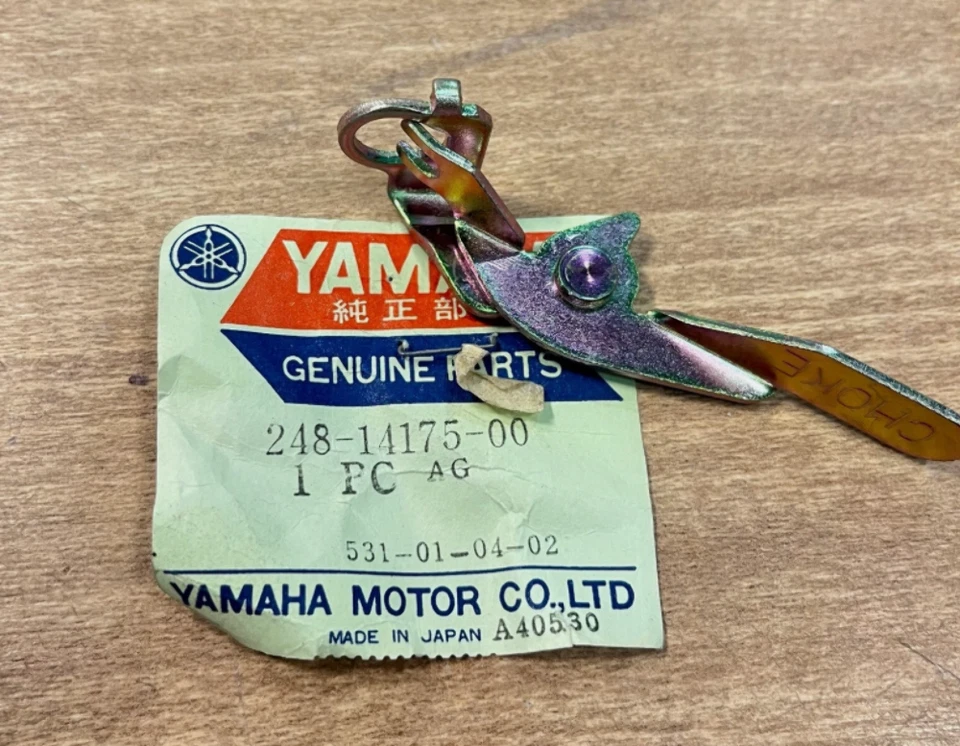 YAMA
純正部
GENUINE PARTS
248-14175-00
1 PC AG
531-01-04-02
YAMAHA MOTOR CO.,LTD
MADE IN JAPAN A40530
CHOKE